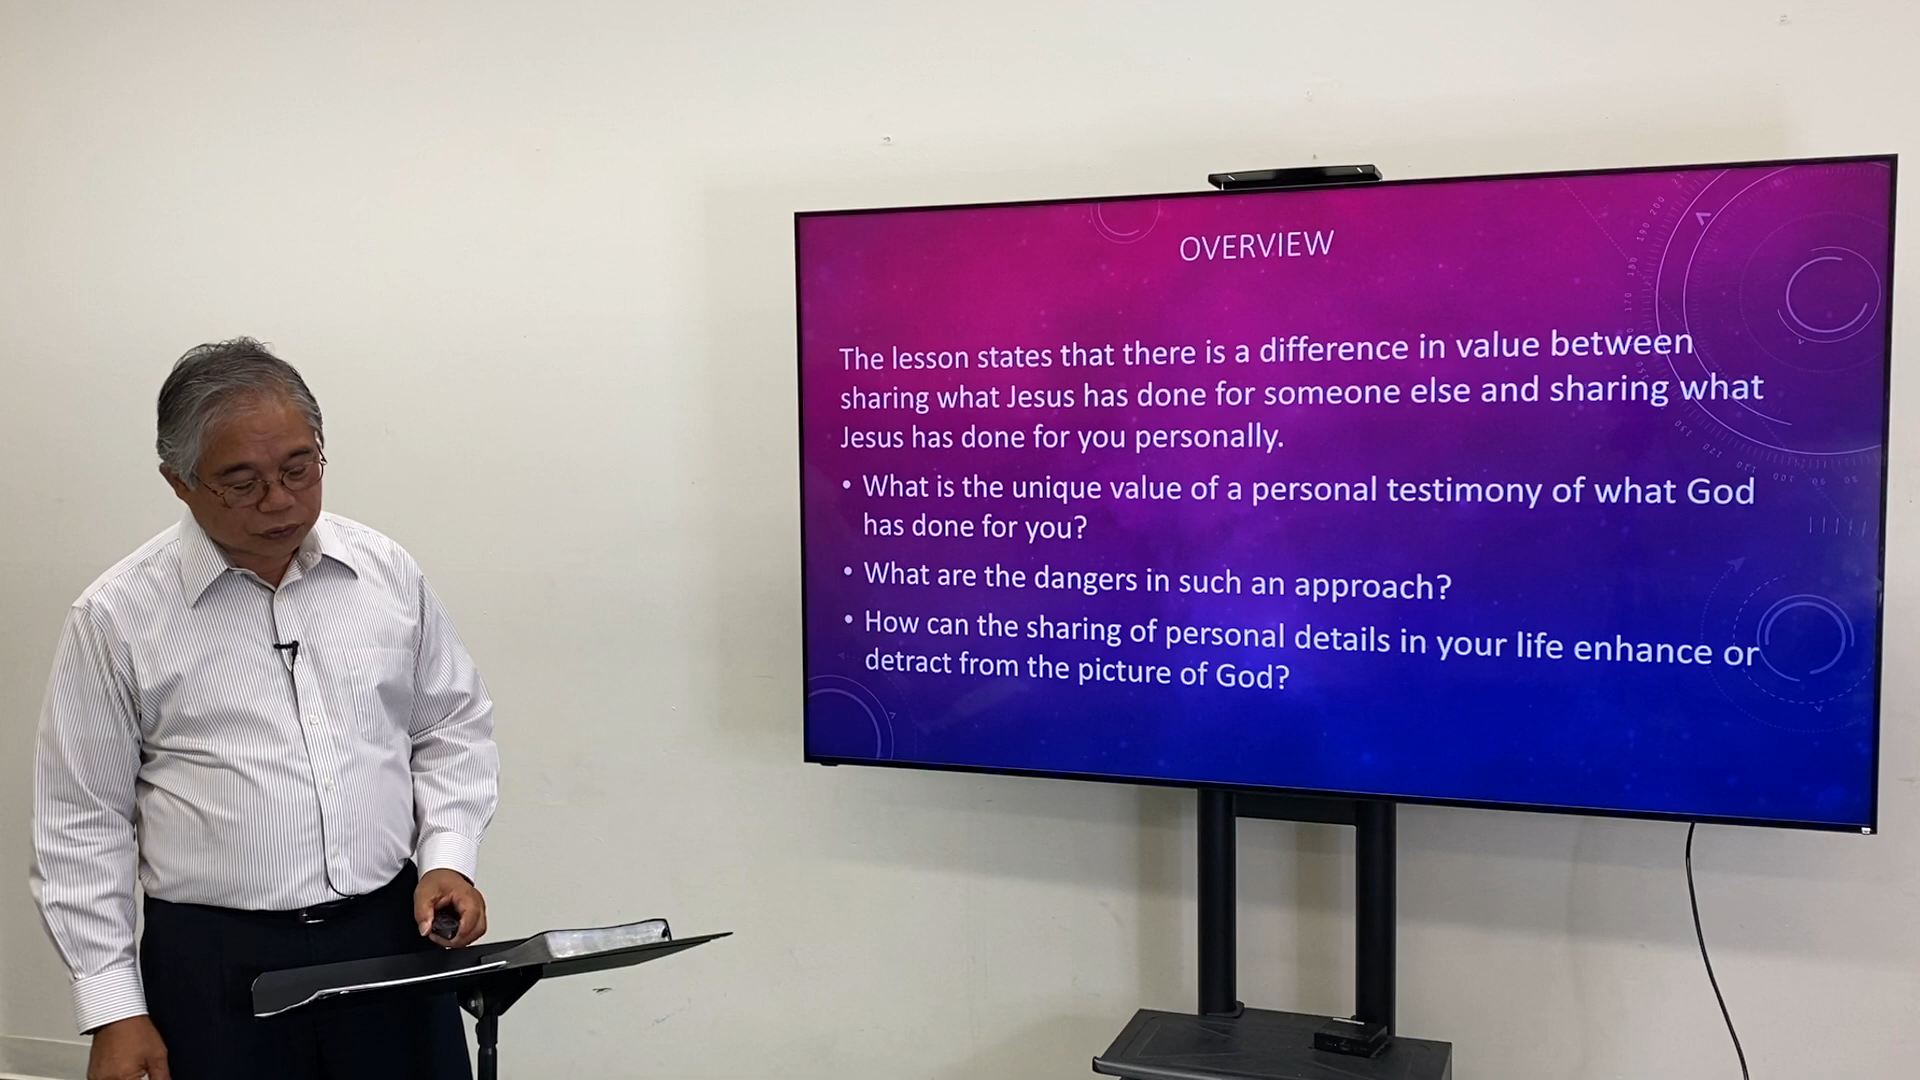 OVERVIEW
The lesson states that there is a difference in value between
sharing what Jesus has done for someone else and sharing what
Jesus has done for you personally.
• What is the unique value of a personal testimony of what God
has done for you?
• What are the dangers in such an approach?
• How can the sharing of personal details in your life enhance or
detract from the picture of God?